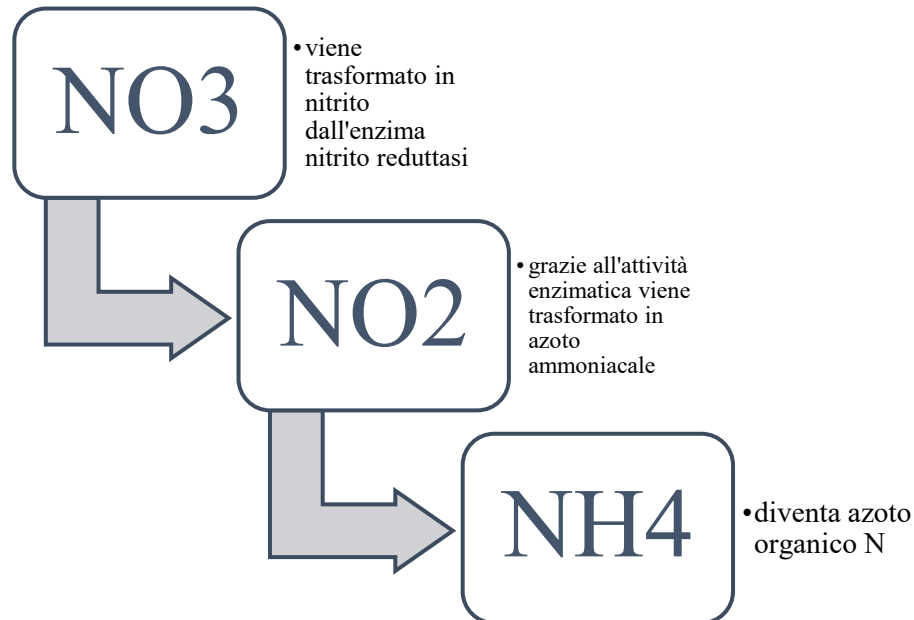 NO3
•viene
trasformato in
nitrito
dall'enzima
nitrito reduttasi
NO2
•grazie all'attività
enzimatica viene
trasformato in
azoto
ammoniacale
NH4
•diventa azoto
organico N